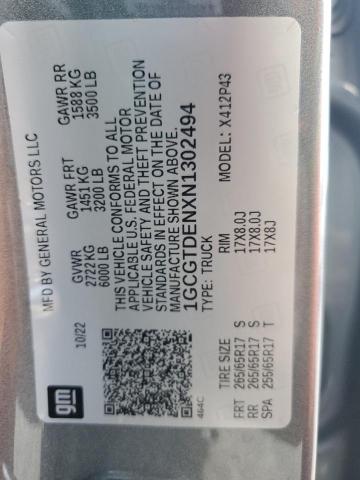 gm
MFD BY GENERAL MOTORS LLC
10/22
GVWR GAWR FRT GAWR RR
2722 KG 1451 KG 1588 KG
6000 LB 3200 LB 3500 LB
THIS VEHICLE CONFORMS TO ALL
APPLICABLE U.S. FEDERAL MOTOR
VEHICLE SAFETY AND THEFT PREVENTION
STANDARDS IN EFFECT ON THE DATE OF
MANUFACTURE SHOWN ABOVE.
1GCGTDENXN1302494
TYPE: TRUCK MODEL: X412P43
464C
TIRE SIZE RIM
FRT 265/65R17 S 17X8.0J
RR 265/65R17 S 17X8.0J
SPA 255/65R17 T 17X8J